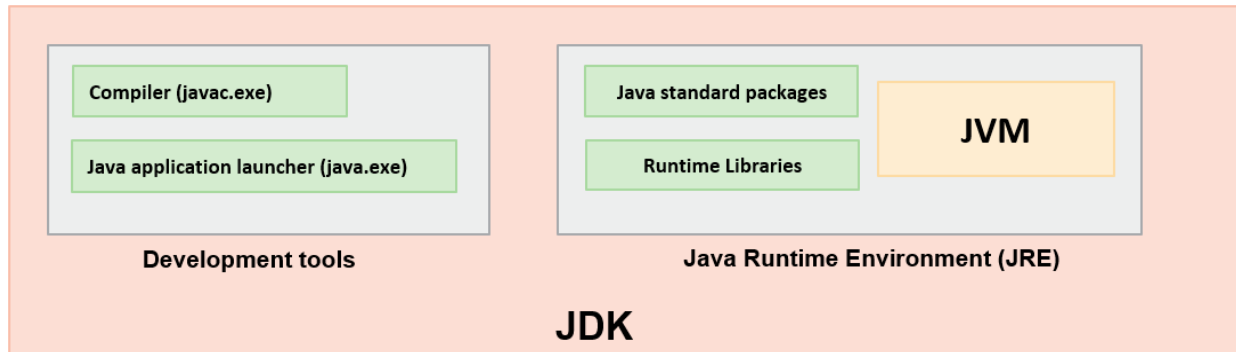 Compiler (javac.exe)
Java application launcher (java.exe)
Development tools
Java standard packages
Runtime Libraries
JVM
Java Runtime Environment (JRE)
JDK